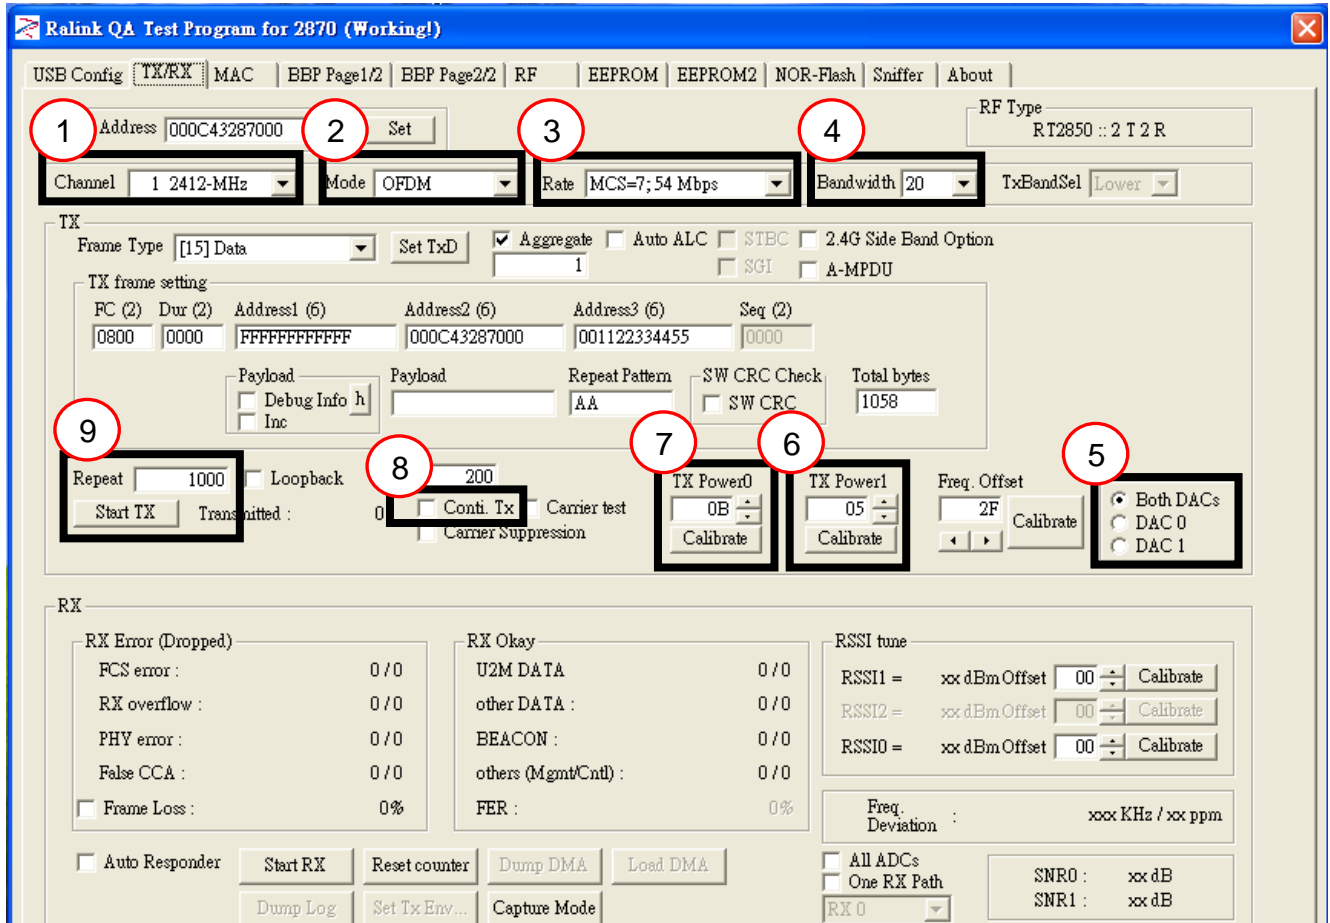 Ralink QA Test Program for 2870 (Working!)
USB Config TX/RX MAC BBP Page1/2 BBP Page2/2 RF EEPROM EEPROM2 NOR-Flash Sniffer About
1 Address 000C43287000 2 Set 3 4 RF Type
RT2850 :: 2 T 2 R
Channel 1 2412-MHz Mode OFDM Rate MCS=7; 54 Mbps Bandwidth 20 TxBandSel Lower
TX
Frame Type [15] Data Set TxD Aggregate Auto ALC STBC 2.4G Side Band Option
1 SGI A-MPDU
TX frame setting
FC (2) Dur (2) Address1 (6) Address2 (6) Address3 (6) Seq (2)
0800 0000 FFFFFFFFFFFF 000C43287000 001122334455 0000
Payload Payload Repeat Pattern SW CRC Check Total bytes
Debug Info h AA SW CRC 1058
Inc
9 8 7 6 5
Repeat 1000 Loopback 200 TX Power0 TX Power1 Freq. Offset
Start TX Transmitted : 0 Conti. Tx Carrier test 0B 05 2F Calibrate Both DACs
Carrier Suppression Calibrate Calibrate DAC 0
DAC 1
RX
RX Error (Dropped) RX Okay RSSI tune
FCS error : 0 / 0 U2M DATA 0 / 0 RSSI1 = xx dBm Offset 00 Calibrate
RX overflow : 0 / 0 other DATA : 0 / 0 RSSI2 = xx dBm Offset 00 Calibrate
PHY error : 0 / 0 BEACON : 0 / 0 RSSI0 = xx dBm Offset 00 Calibrate
False CCA : 0 / 0 others (Mgmt/Cntl) : 0 / 0
Frame Loss : 0% FER : 0% Freq. Deviation : xxx KHz / xx ppm
Auto Responder Start RX Reset counter Dump DMA Load DMA All ADCs SNR0 : xx dB
One RX Path SNR1 : xx dB
Dump Log Set Tx Env... Capture Mode RX 0